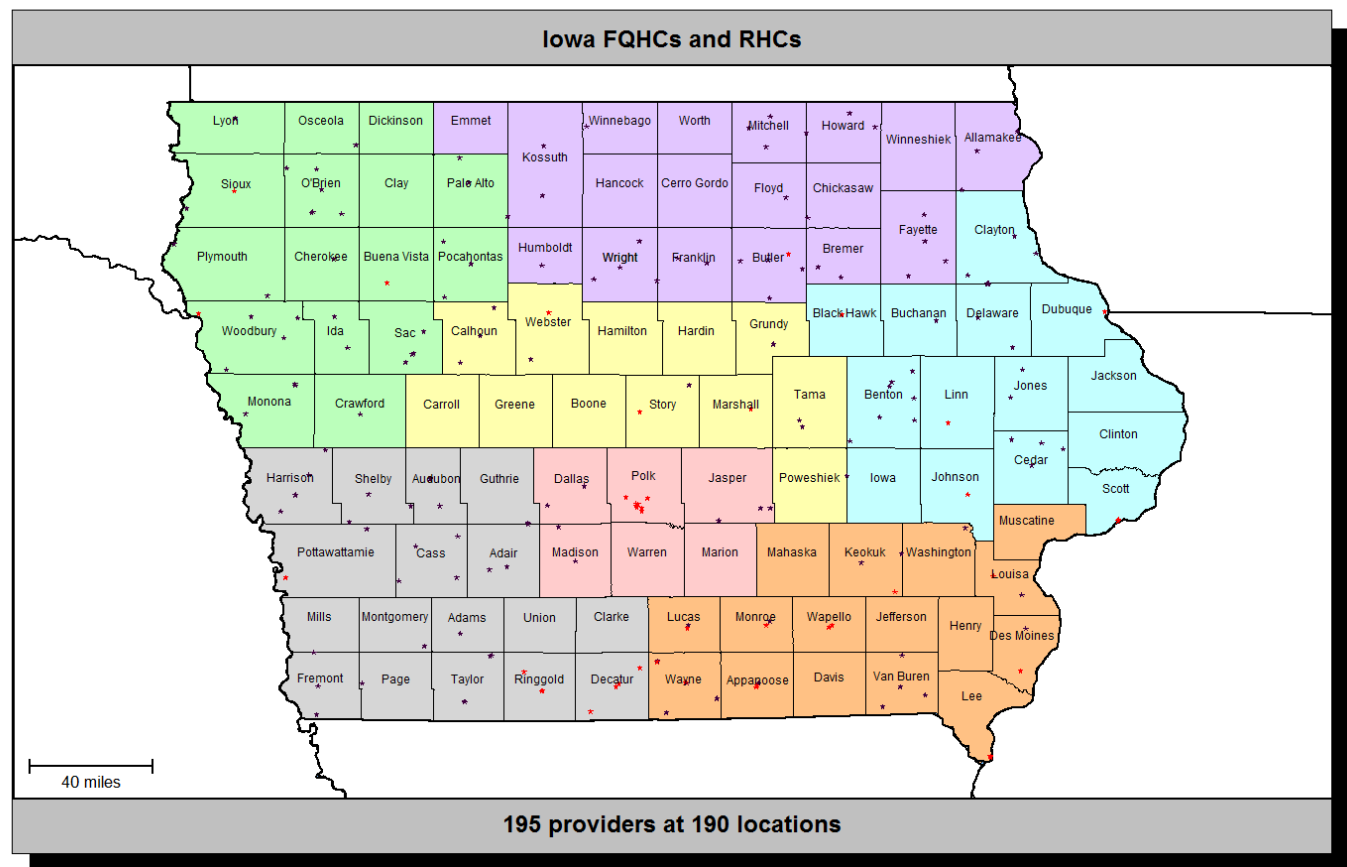 Iowa FQHCs and RHCs
Lyon Osceola Dickinson Emmet Kossuth Winnebago Worth Mitchell Howard Winneshiek Allamakee
Sioux O'Brien Clay Palo Alto Hancock Cerro Gordo Floyd Chickasaw Fayette Clayton
Plymouth Cherokee Buena Vista Pocahontas Humboldt Wright Franklin Butler Bremer
Woodbury Ida Sac Calhoun Webster Hamilton Hardin Grundy Black Hawk Buchanan Delaware Dubuque
Monona Crawford Carroll Greene Boone Story Marshall Tama Benton Linn Jones Jackson
Clinton
Harrison Shelby Audubon Guthrie Dallas Polk Jasper Poweshiek Iowa Johnson Cedar Scott
Muscatine
Pottawattamie Cass Adair Madison Warren Marion Mahaska Keokuk Washington Louisa
Mills Montgomery Adams Union Clarke Lucas Monroe Wapello Jefferson Henry Des Moines
Fremont Page Taylor Ringgold Decatur Wayne Appanoose Davis Van Buren Lee
40 miles
195 providers at 190 locations